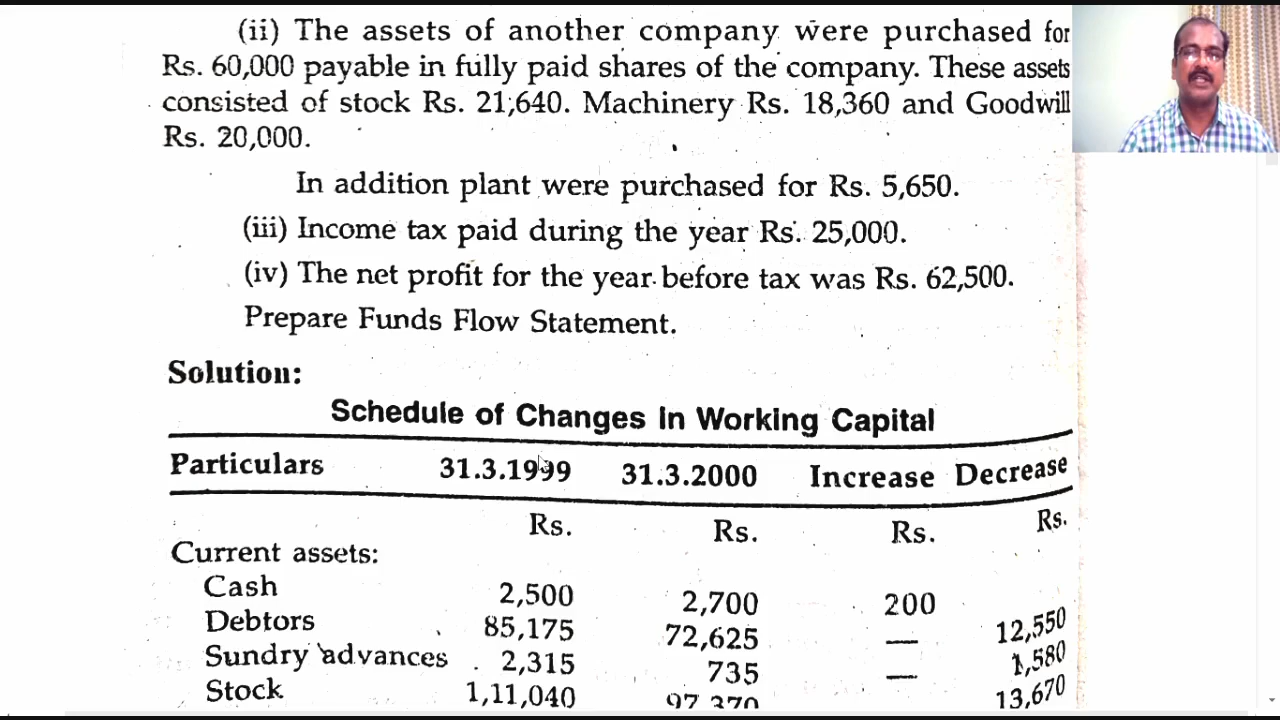 (ii) The assets of another company were purchased for
Rs. 60,000 payable in fully paid shares of the company. These assets
consisted of stock Rs. 21,640. Machinery Rs. 18,360 and Goodwill
Rs. 20,000.
In addition plant were purchased for Rs. 5,650.
(iii) Income tax paid during the year Rs. 25,000.
(iv) The net profit for the year before tax was Rs. 62,500.
Prepare Funds Flow Statement.
Solution:
Schedule of Changes in Working Capital
Particulars 31.3.1999 31.3.2000 Increase Decrease
Rs. Rs. Rs. Rs.
Current assets:
Cash 2,500 2,700 200
Debtors 85,175 72,625 — 12,550
Sundry advances 2,315 735 — 1,580
Stock 1,11,040 97,370 13,670